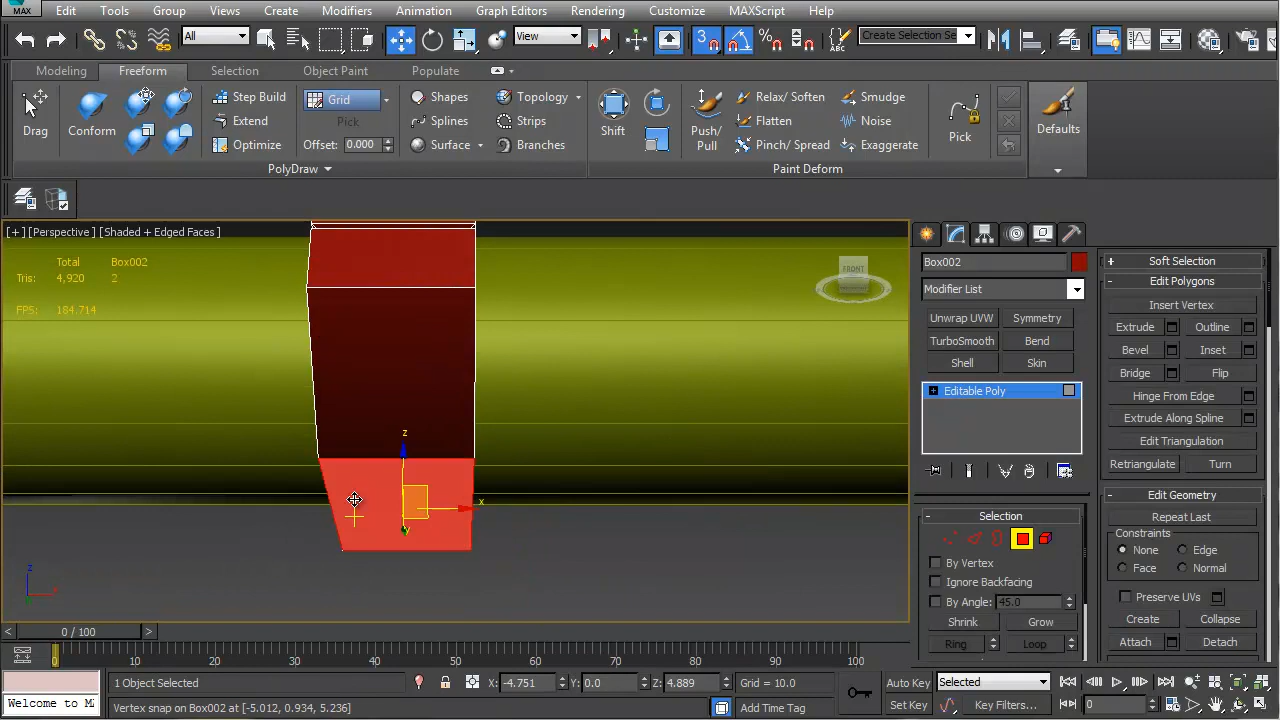 MAX
Edit Tools Group Views Create Modifiers Animation Graph Editors Rendering Customize MAXScript Help
All View 3 % ABC Create Selection Se
Modeling Freeform Selection Object Paint Populate
Drag Conform Step Build Extend Optimize Grid Pick Offset: 0.000 Shapes Splines Surface Topology Strips Branches Shift Push/ Pull Relax/ Soften Flatten Pinch/ Spread Smudge Noise Exaggerate Pick Defaults
PolyDraw Paint Deform
[ + ] [Perspective ] [Shaded + Edged Faces ]
Total Box002
Tris: 4,920 2
FPS: 184.714
FRONT
z
x
y
z
x
Box002
Modifier List
Unwrap UVW Symmetry
TurboSmooth Bend
Shell Skin
Editable Poly
- Selection
By Vertex
Ignore Backfacing
By Angle: 45.0
Shrink Grow
Ring Loop
+ Soft Selection
- Edit Polygons
Insert Vertex
Extrude Outline
Bevel Inset
Bridge Flip
Hinge From Edge
Extrude Along Spline
Edit Triangulation
Retriangulate Turn
- Edit Geometry
Repeat Last
Constraints
None Edge
Face Normal
Preserve UVs
Create Collapse
Attach Detach
< 0 / 100 >
0 10 20 30 40 50 60 70 80 90 100
1 Object Selected X: -4.751 Y: 0.0 Z: 4.889 Grid = 10.0 Auto Key Selected
Welcome to M Vertex snap on Box002 at [-5.012, 0.934, 5.236] Add Time Tag Set Key Key Filters... 0